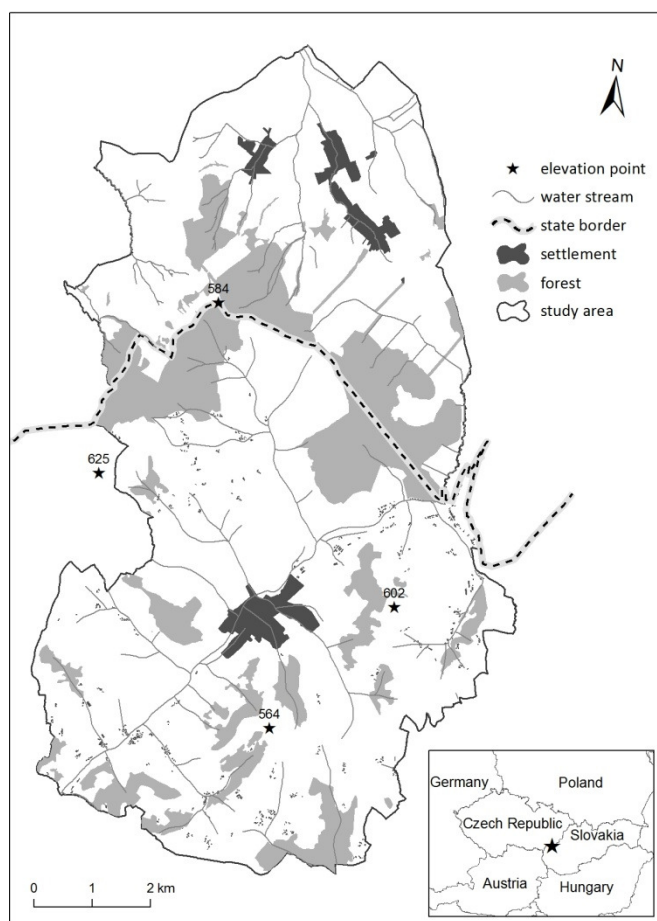 N
elevation point
water stream
state border
settlement
forest
study area
584
625
602
564
0 1 2 km
Germany
Poland
Czech Republic
Slovakia
Austria
Hungary